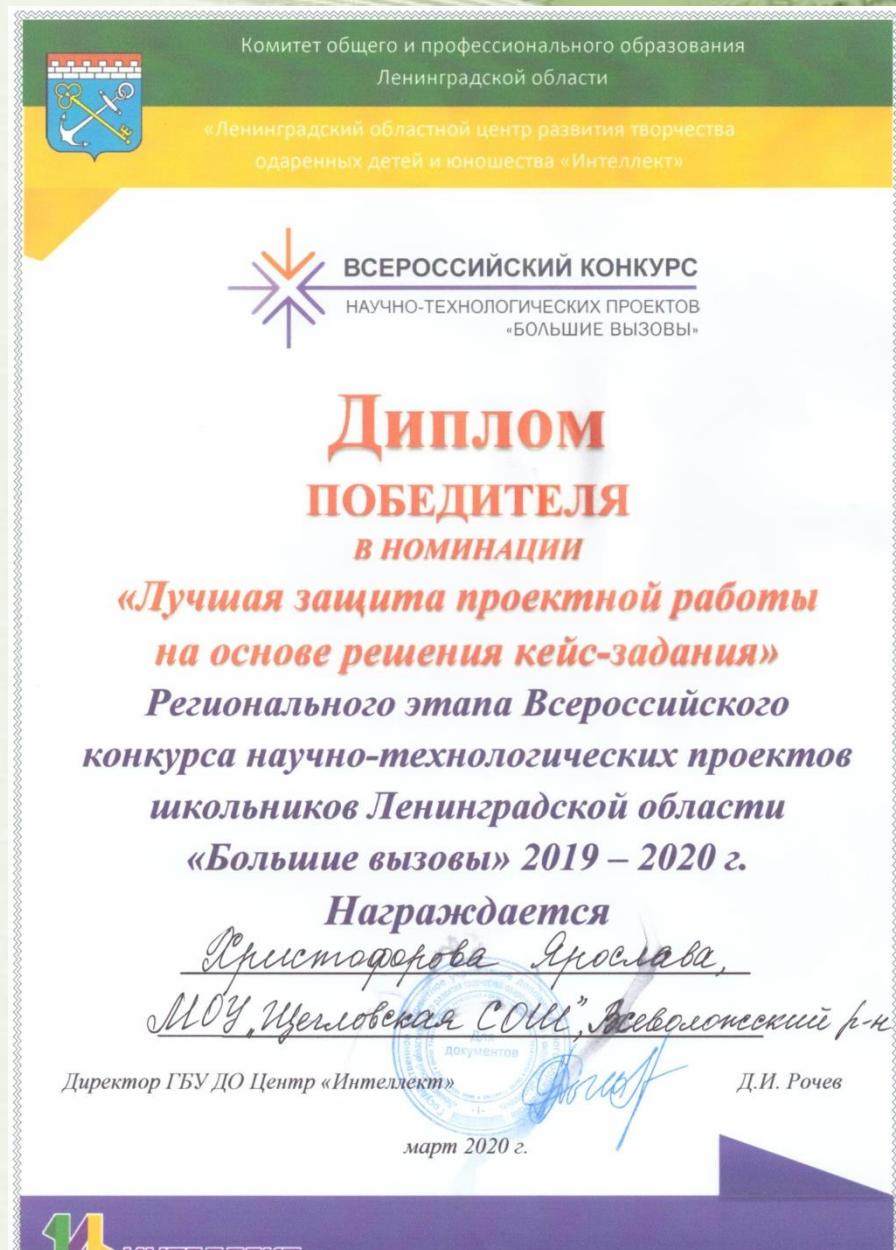 Комитет общего и профессионального образования
Ленинградской области
«Ленинградский областной центр развития творчества
одаренных детей и юношества «Интеллект»
ВСЕРОССИЙСКИЙ КОНКУРС
НАУЧНО-ТЕХНОЛОГИЧЕСКИХ ПРОЕКТОВ
«БОЛЬШИЕ ВЫЗОВЫ»
Диплом
ПОБЕДИТЕЛЯ
В НОМИНАЦИИ
«Лучшая защита проектной работы
на основе решения кейс-задания»
Регионального этапа Всероссийского
конкурса научно-технологических проектов
школьников Ленинградской области
«Большие вызовы» 2019 – 2020 г.
Награждается
Христофорова Ярослава,
МОУ „Щегловская СОШ", Всеволожский р-н
Для
документов
Директор ГБУ ДО Центр «Интеллект»
Д.И. Рочев
март 2020 г.